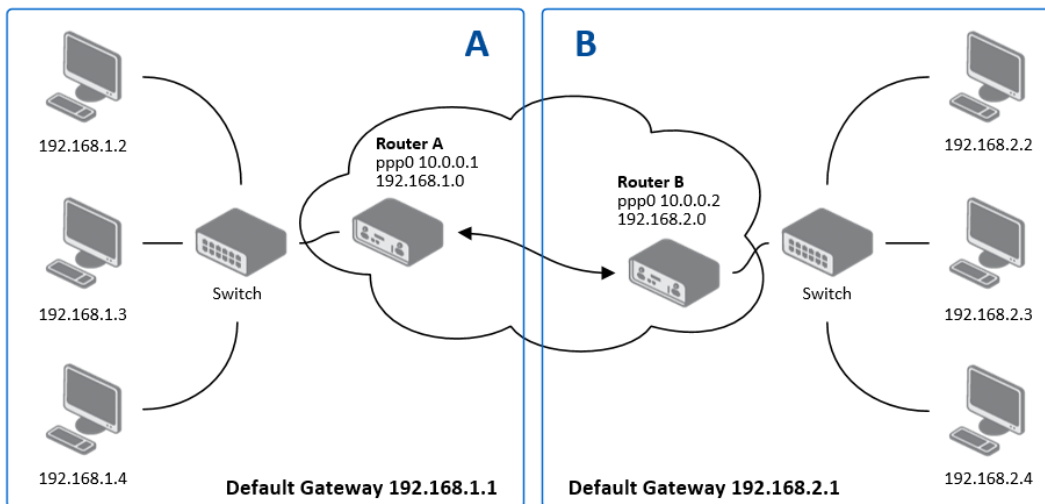 A
B
192.168.1.2
Router A
ppp0 10.0.0.1
192.168.1.0
192.168.2.2
Router B
ppp0 10.0.0.2
192.168.2.0
Switch
Switch
192.168.1.3
192.168.2.3
192.168.1.4
Default Gateway 192.168.1.1
Default Gateway 192.168.2.1
192.168.2.4